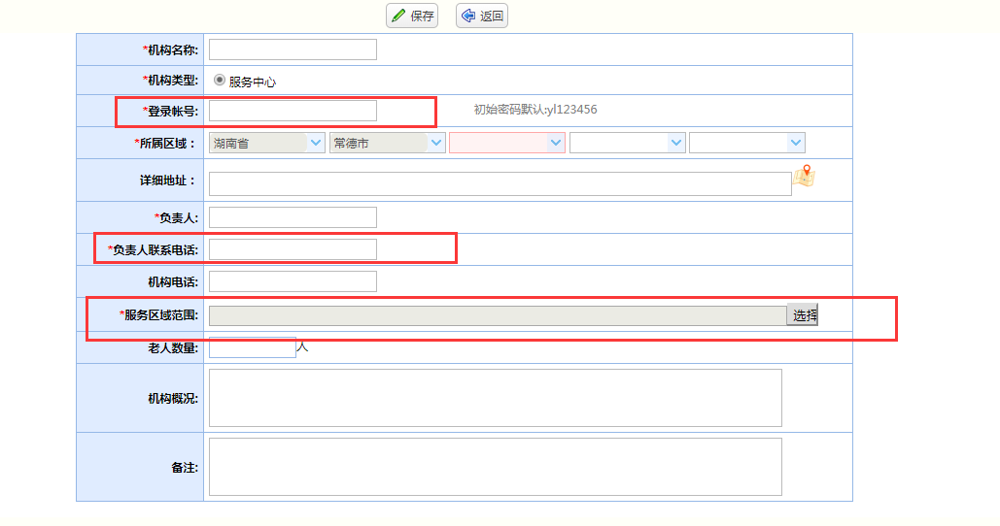 保存 返回
*机构名称:
*机构类型: 服务中心
*登录帐号: 初始密码默认:yl123456
*所属区域： 湖南省 常德市
详细地址：
*负责人:
*负责人联系电话:
机构电话:
*服务区域范围: 选择
老人数量: 人
机构概况:
备注: